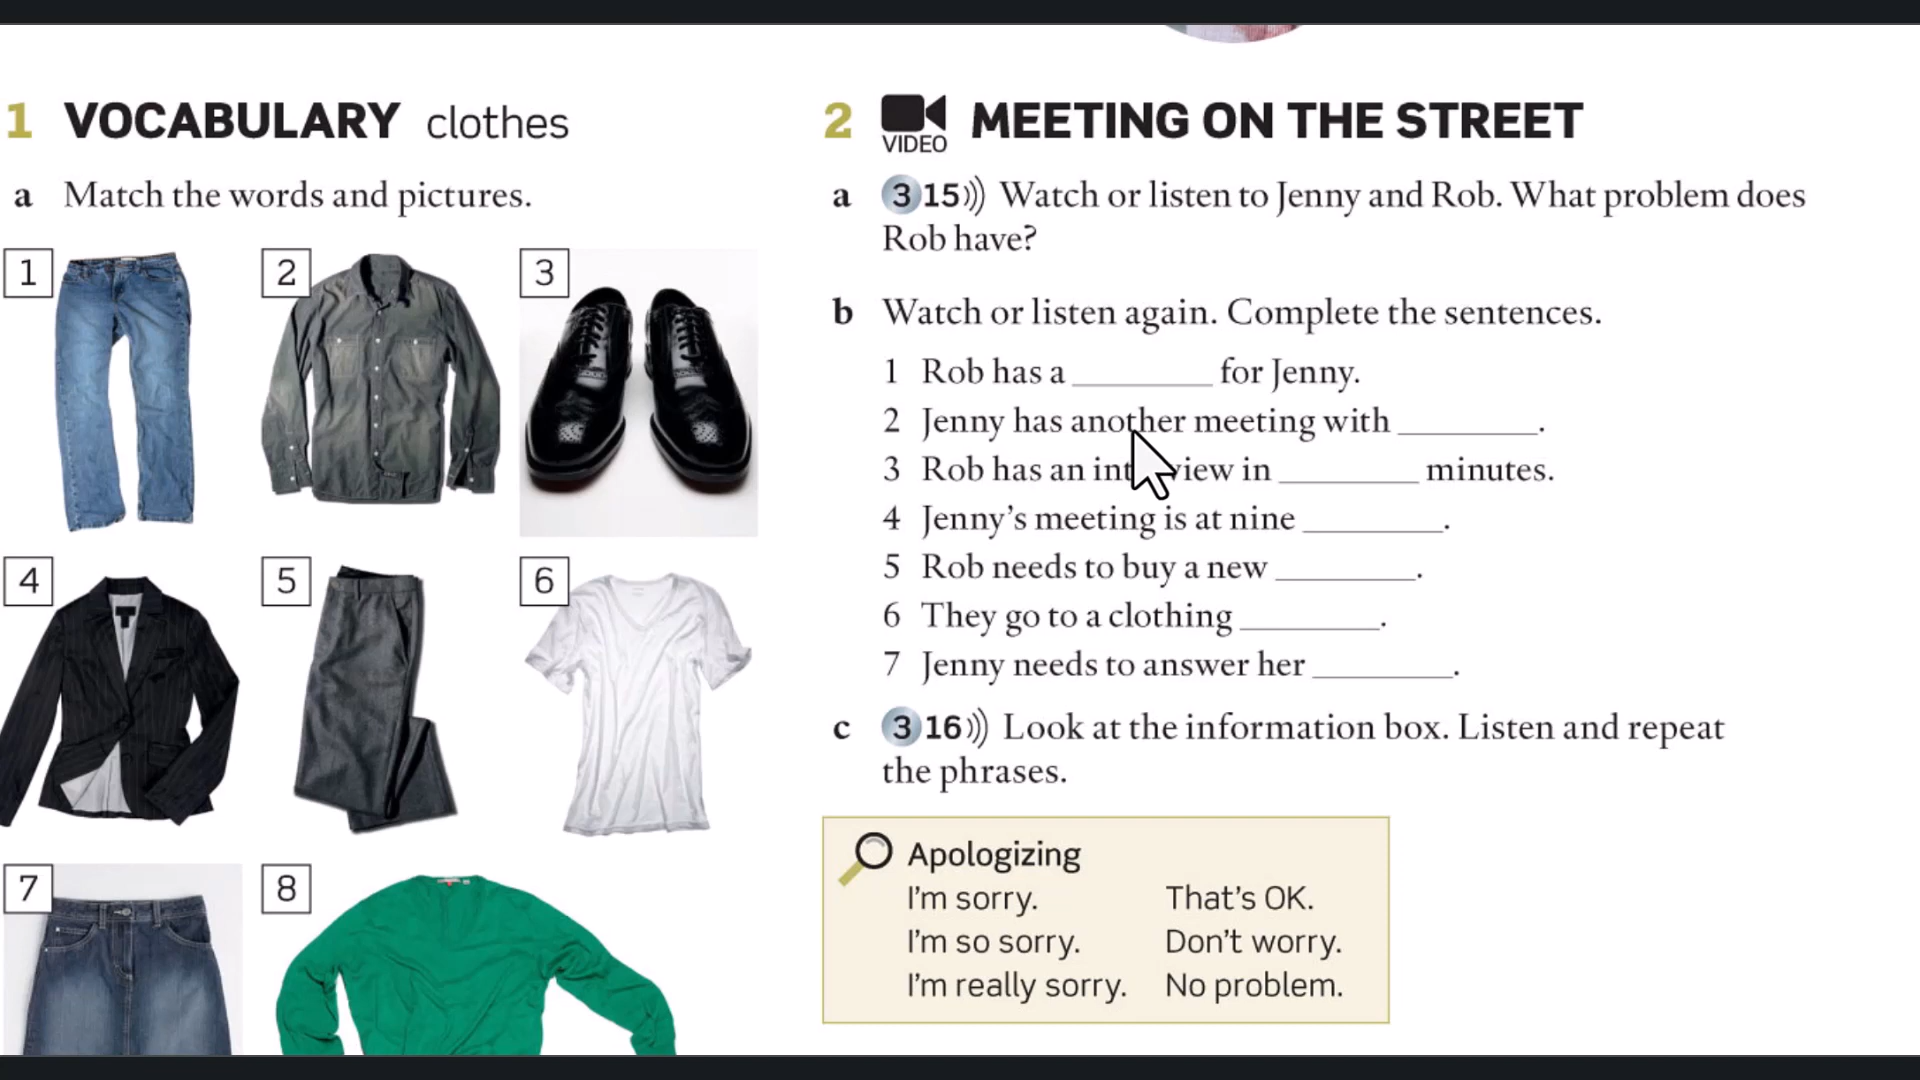 1 VOCABULARY clothes
a Match the words and pictures.
1
2
3
4
5
6
7
8
2 VIDEO MEETING ON THE STREET
a 3 15 Watch or listen to Jenny and Rob. What problem does
Rob have?
b Watch or listen again. Complete the sentences.
1 Rob has a ________ for Jenny.
2 Jenny has another meeting with ________.
3 Rob has an interview in ________ minutes.
4 Jenny's meeting is at nine ________.
5 Rob needs to buy a new ________.
6 They go to a clothing ________.
7 Jenny needs to answer her ________.
c 3 16 Look at the information box. Listen and repeat
the phrases.
Apologizing
I'm sorry. That's OK.
I'm so sorry. Don't worry.
I'm really sorry. No problem.